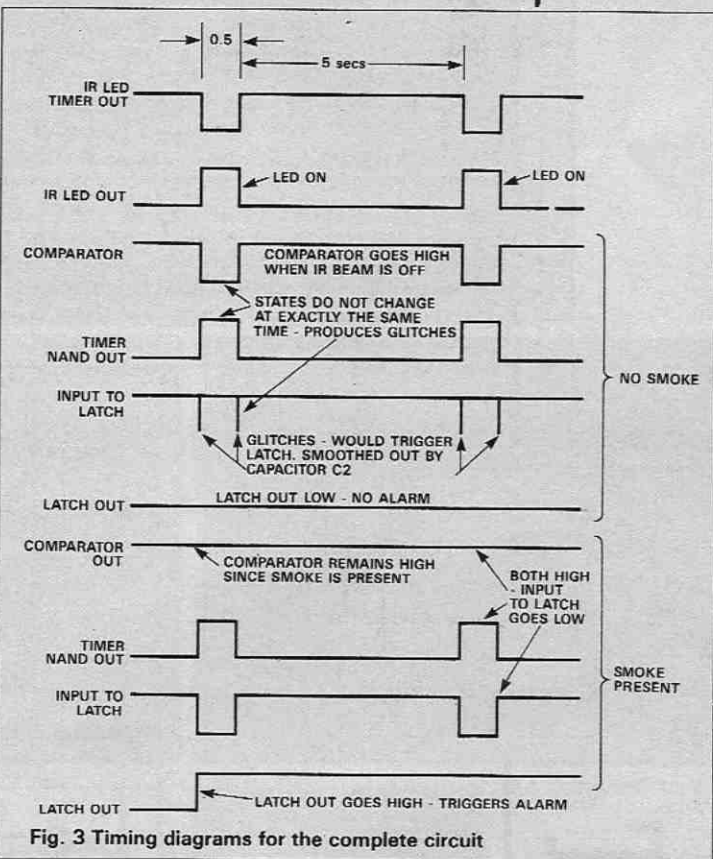 0.5
5 secs
IR LED
TIMER OUT
IR LED OUT
LED ON
LED ON
COMPARATOR
COMPARATOR GOES HIGH
WHEN IR BEAM IS OFF
STATES DO NOT CHANGE
AT EXACTLY THE SAME
TIME - PRODUCES GLITCHES
TIMER
NAND OUT
NO SMOKE
INPUT TO
LATCH
GLITCHES - WOULD TRIGGER
LATCH. SMOOTHED OUT BY
CAPACITOR C2
LATCH OUT
LATCH OUT LOW - NO ALARM
COMPARATOR
OUT
COMPARATOR REMAINS HIGH
SINCE SMOKE IS PRESENT
BOTH HIGH
- INPUT
TO LATCH
GOES LOW
TIMER
NAND OUT
SMOKE
PRESENT
INPUT TO
LATCH
LATCH OUT
LATCH OUT GOES HIGH - TRIGGERS ALARM
Fig. 3 Timing diagrams for the complete circuit